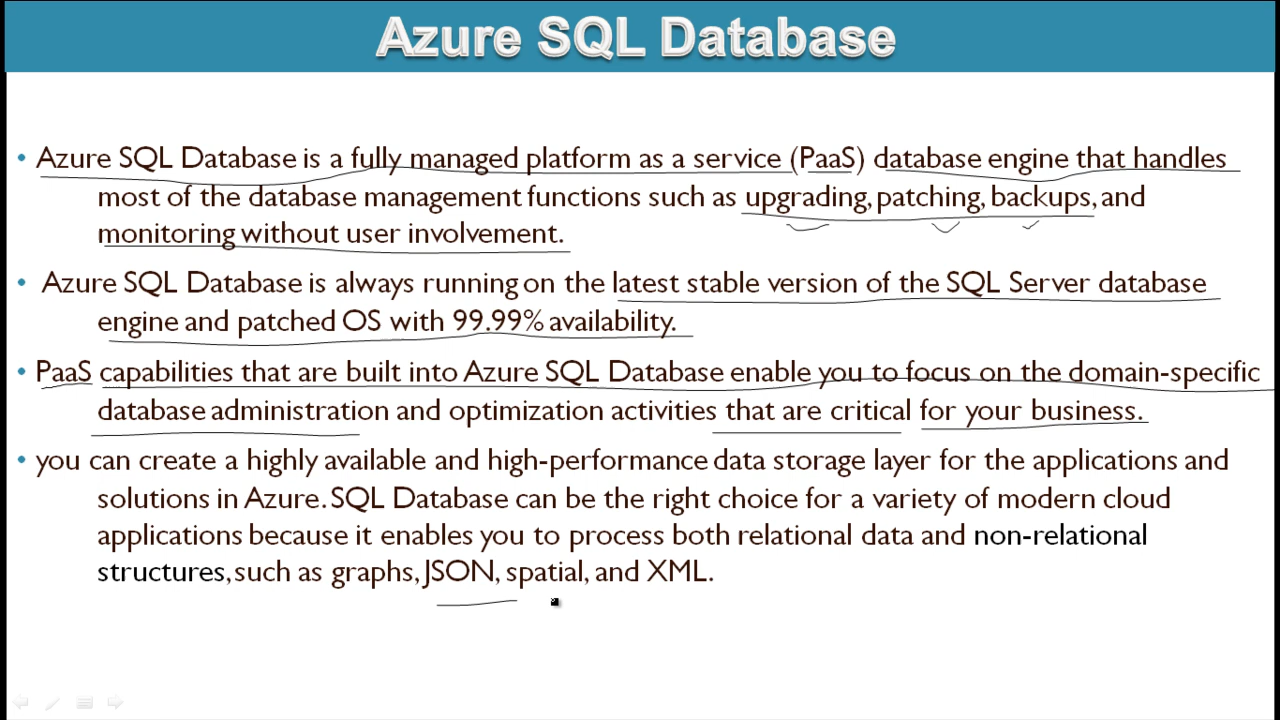 Azure SQL Database
• Azure SQL Database is a fully managed platform as a service (PaaS) database engine that handles
most of the database management functions such as upgrading, patching, backups, and
monitoring without user involvement.
• Azure SQL Database is always running on the latest stable version of the SQL Server database
engine and patched OS with 99.99% availability.
• PaaS capabilities that are built into Azure SQL Database enable you to focus on the domain-specific
database administration and optimization activities that are critical for your business.
• you can create a highly available and high-performance data storage layer for the applications and
solutions in Azure. SQL Database can be the right choice for a variety of modern cloud
applications because it enables you to process both relational data and non-relational
structures, such as graphs, JSON, spatial, and XML.